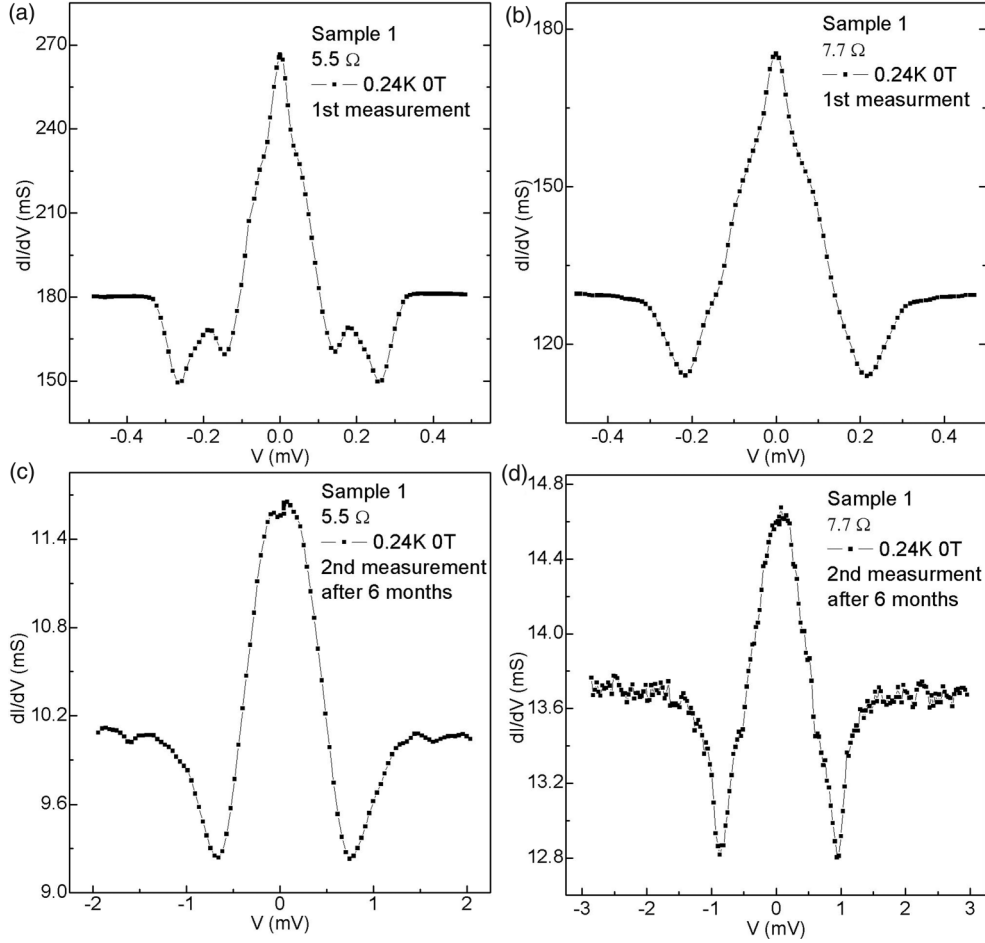 (a)
Sample 1
5.5 Ω
0.24K 0T
1st measurement
270
240
210
180
150
dI/dV (mS)
-0.4
-0.2
0.0
0.2
0.4
V (mV)
(b)
Sample 1
7.7 Ω
0.24K 0T
1st measurment
180
150
120
dI/dV (mS)
-0.4
-0.2
0.0
0.2
0.4
V (mV)
(c)
Sample 1
5.5 Ω
0.24K 0T
2nd measurement
after 6 months
11.4
10.8
10.2
9.6
9.0
dI/dV (mS)
-2
-1
0
1
2
V (mV)
(d)
Sample 1
7.7 Ω
0.24K 0T
2nd measurment
after 6 months
14.8
14.4
14.0
13.6
13.2
12.8
dI/dV (mS)
-3
-2
-1
0
1
2
3
V (mV)